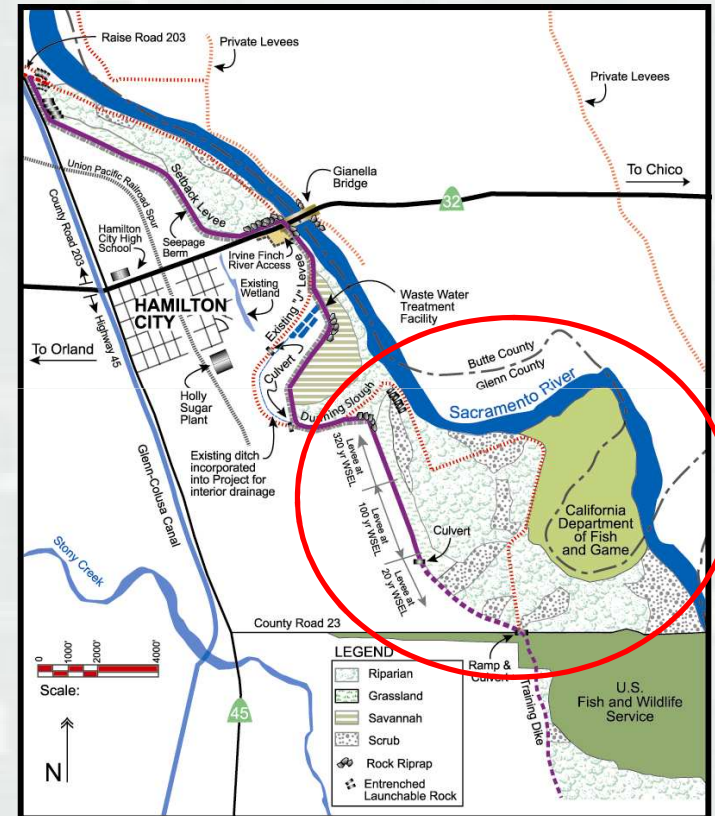 Raise Road 203
Private Levees
Private Levees
To Chico
Union Pacific Railroad Spur
County Road 203
Setback Levee
Gianella
Bridge
32
Hamilton
City High
School
Seepage
Berm
Irvine Finch
River Access
Existing
Wetland
Existing "J" Levee
Waste Water
Treatment
Facility
HAMILTON
CITY
Highway 45
To Orland
Culvert
Butte County
Glenn County
Sacramento River
Holly
Sugar
Plant
Dunning Slough
Existing ditch
incorporated
into Project for
interior drainage
Levee at
320 yr WSEL
Levee at
100 yr WSEL
Levee at
20 yr WSEL
Culvert
California
Department
of Fish
and Game
Glenn-Colusa Canal
Stony Creek
County Road 23
Ramp &
Culvert
Training Dike
U.S.
Fish and Wildlife
Service
0
1000'
2000'
4000'
Scale:
N
45
LEGEND
Riparian
Grassland
Savannah
Scrub
Rock Riprap
Entrenched
Launchable Rock